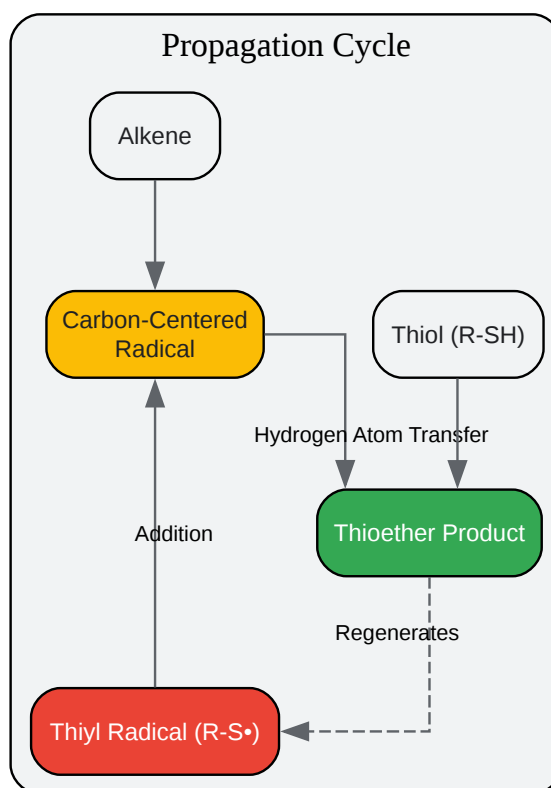 Propagation Cycle
Alkene
Carbon-Centered
Radical
Thiol (R-SH)
Hydrogen Atom Transfer
Thioether Product
Addition
Regenerates
Thiyl Radical (R-S•)